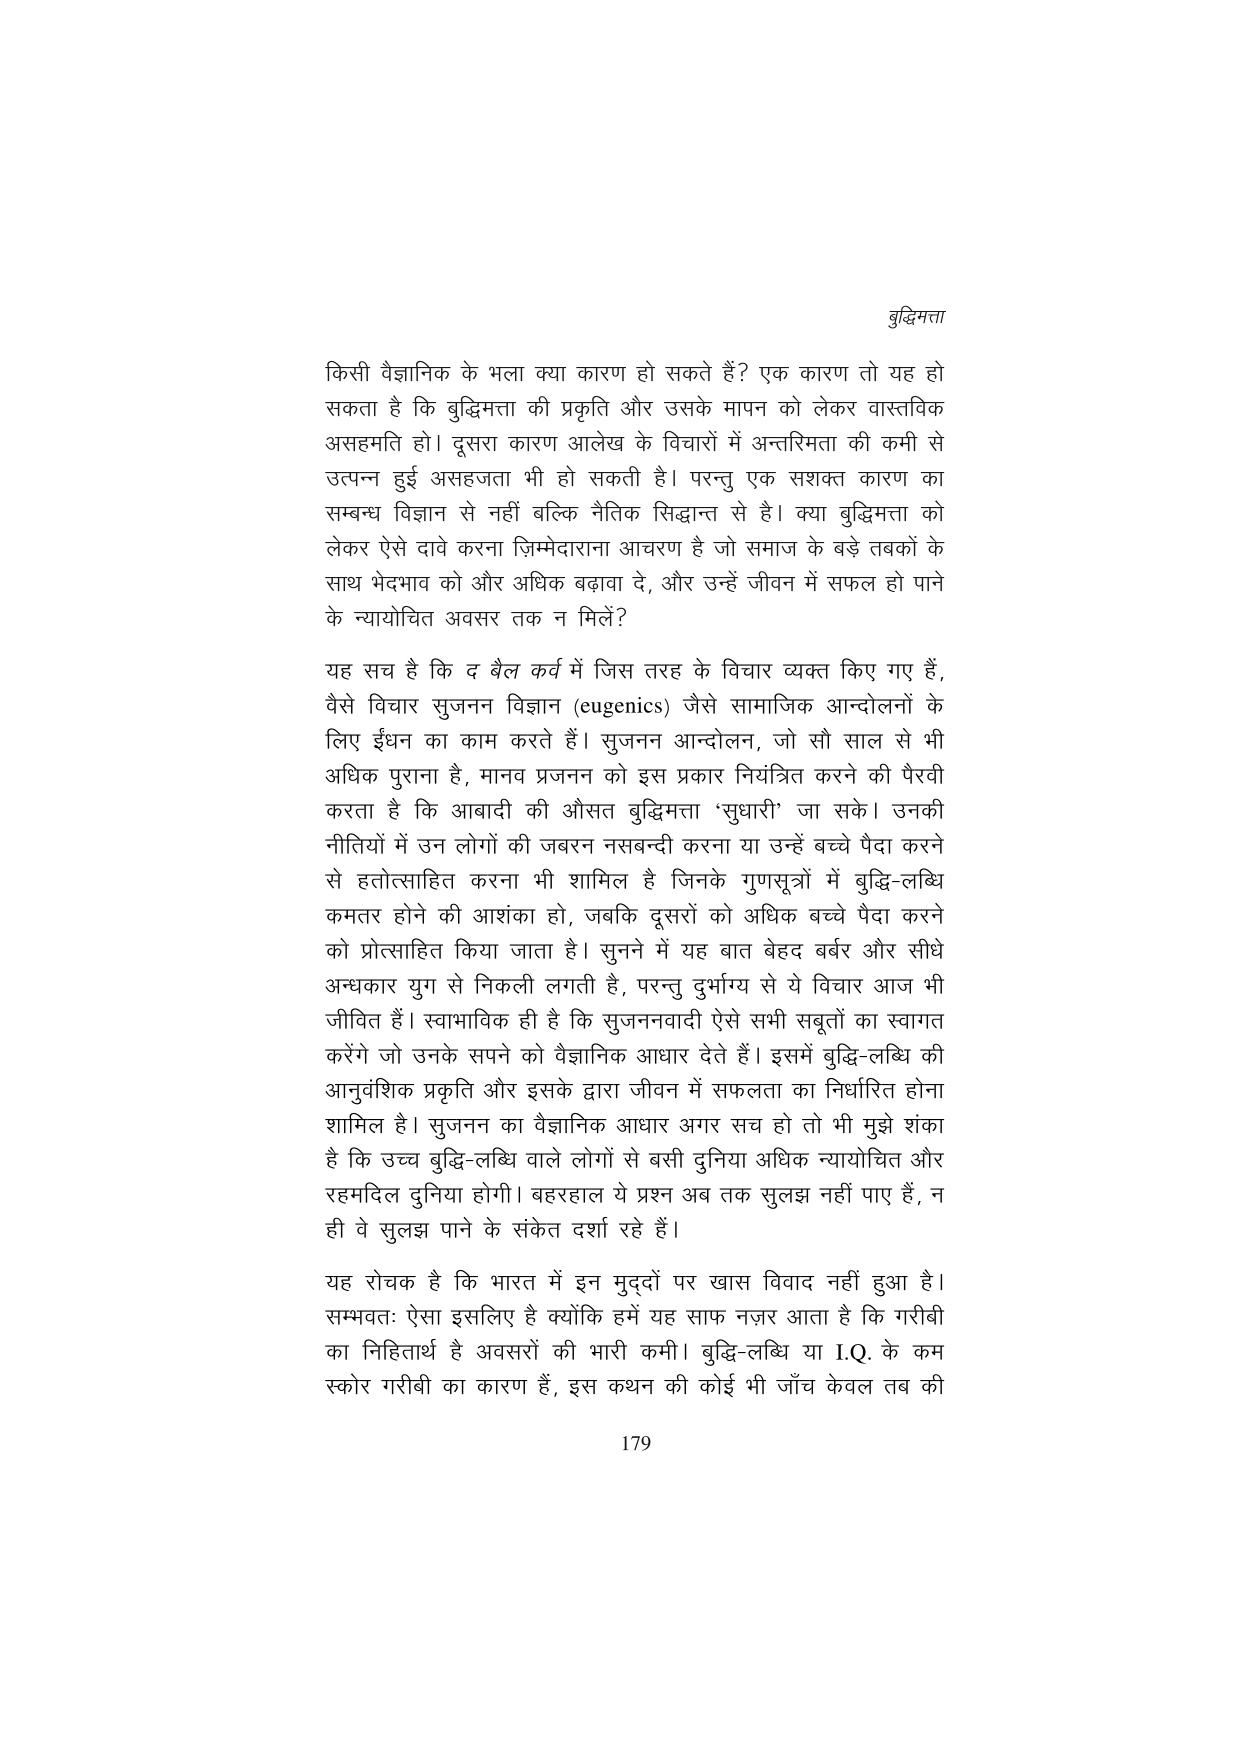 बुद्धिमत्ता
किसी वैज्ञानिक के भला क्या कारण हो सकते हैं? एक कारण तो यह हो
सकता है कि बुद्धिमत्ता की प्रकृति और उसके मापन को लेकर वास्तविक
असहमति हो। दूसरा कारण आलेख के विचारों में अन्तरिमता की कमी से
उत्पन्न हुई असहजता भी हो सकती है। परन्तु एक सशक्त कारण का
सम्बन्ध विज्ञान से नहीं बल्कि नैतिक सिद्धान्त से है। क्या बुद्धिमत्ता को
लेकर ऐसे दावे करना ज़िम्मेदाराना आचरण है जो समाज के बड़े तबकों के
साथ भेदभाव को और अधिक बढ़ावा दे, और उन्हें जीवन में सफल हो पाने
के न्यायोचित अवसर तक न मिलें?
यह सच है कि द बैल कर्व में जिस तरह के विचार व्यक्त किए गए हैं,
वैसे विचार सुजनन विज्ञान (eugenics) जैसे सामाजिक आन्दोलनों के
लिए ईंधन का काम करते हैं। सुजनन आन्दोलन, जो सौ साल से भी
अधिक पुराना है, मानव प्रजनन को इस प्रकार नियंत्रित करने की पैरवी
करता है कि आबादी की औसत बुद्धिमत्ता ‘सुधारी’ जा सके। उनकी
नीतियों में उन लोगों की जबरन नसबन्दी करना या उन्हें बच्चे पैदा करने
से हतोत्साहित करना भी शामिल है जिनके गुणसूत्रों में बुद्धि-लब्धि
कमतर होने की आशंका हो, जबकि दूसरों को अधिक बच्चे पैदा करने
को प्रोत्साहित किया जाता है। सुनने में यह बात बेहद बर्बर और सीधे
अन्धकार युग से निकली लगती है, परन्तु दुर्भाग्य से ये विचार आज भी
जीवित हैं। स्वाभाविक ही है कि सुजननवादी ऐसे सभी सबूतों का स्वागत
करेंगे जो उनके सपने को वैज्ञानिक आधार देते हैं। इसमें बुद्धि-लब्धि की
आनुवंशिक प्रकृति और इसके द्वारा जीवन में सफलता का निर्धारित होना
शामिल है। सुजनन का वैज्ञानिक आधार अगर सच हो तो भी मुझे शंका
है कि उच्च बुद्धि-लब्धि वाले लोगों से बसी दुनिया अधिक न्यायोचित और
रहमदिल दुनिया होगी। बहरहाल ये प्रश्न अब तक सुलझ नहीं पाए हैं, न
ही वे सुलझ पाने के संकेत दर्शा रहे हैं।
यह रोचक है कि भारत में इन मुद्दों पर खास विवाद नहीं हुआ है।
सम्भवतः ऐसा इसलिए है क्योंकि हमें यह साफ नज़र आता है कि गरीबी
का निहितार्थ है अवसरों की भारी कमी। बुद्धि-लब्धि या I.Q. के कम
स्कोर गरीबी का कारण हैं, इस कथन की कोई भी जाँच केवल तब की
179